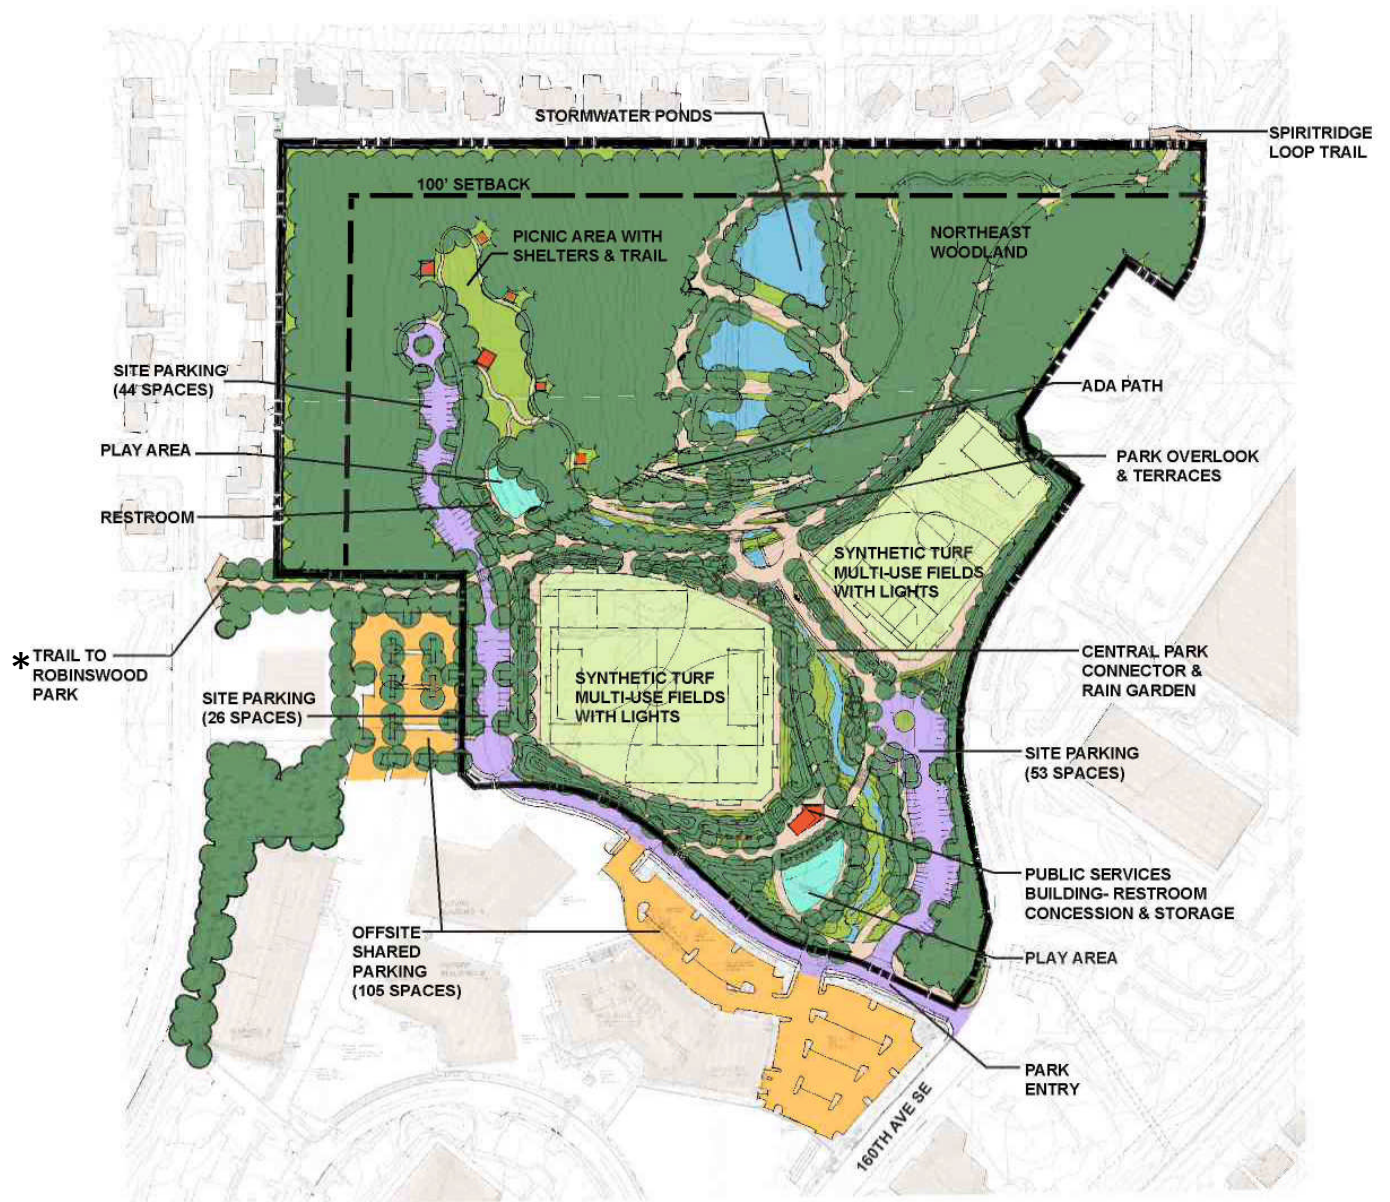 STORMWATER PONDS
SPIRITRIDGE
LOOP TRAIL
100' SETBACK
PICNIC AREA WITH
SHELTERS & TRAIL
NORTHEAST
WOODLAND
SITE PARKING
(44 SPACES)
ADA PATH
PLAY AREA
PARK OVERLOOK
& TERRACES
RESTROOM
SYNTHETIC TURF
MULTI-USE FIELDS
WITH LIGHTS
* TRAIL TO
ROBINSWOOD
PARK
CENTRAL PARK
CONNECTOR &
RAIN GARDEN
SYNTHETIC TURF
MULTI-USE FIELDS
WITH LIGHTS
SITE PARKING
(26 SPACES)
SITE PARKING
(53 SPACES)
PUBLIC SERVICES
BUILDING- RESTROOM
CONCESSION & STORAGE
OFFSITE
SHARED
PARKING
(105 SPACES)
PLAY AREA
PARK
ENTRY
160TH AVE SE